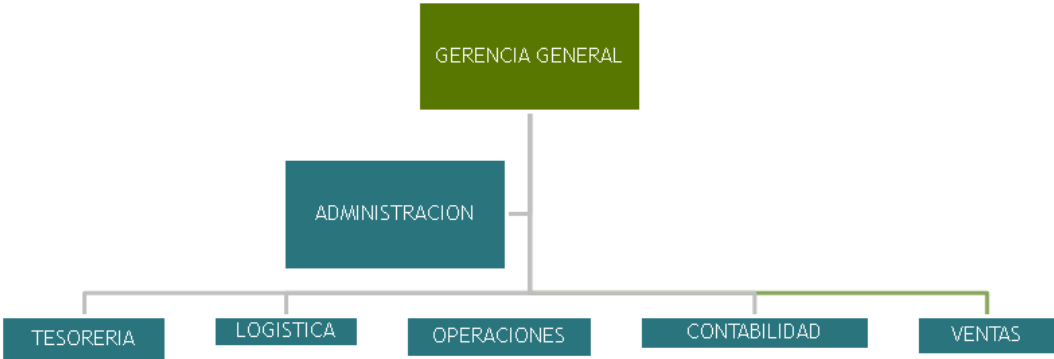 GERENCIA GENERAL
ADMINISTRACION
TESORERIA
LOGISTICA
OPERACIONES
CONTABILIDAD
VENTAS